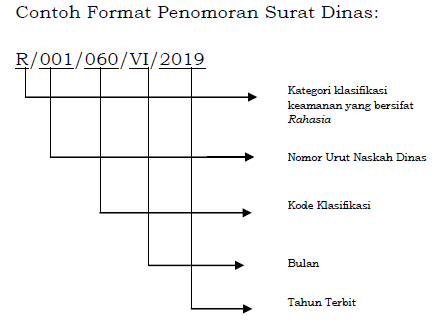 Contoh Format Penomoran Surat Dinas:
R/001/060/VI/2019
Kategori klasifikasi
keamanan yang bersifat
Rahasia
Nomor Urut Naskah Dinas
Kode Klasifikasi
Bulan
Tahun Terbit